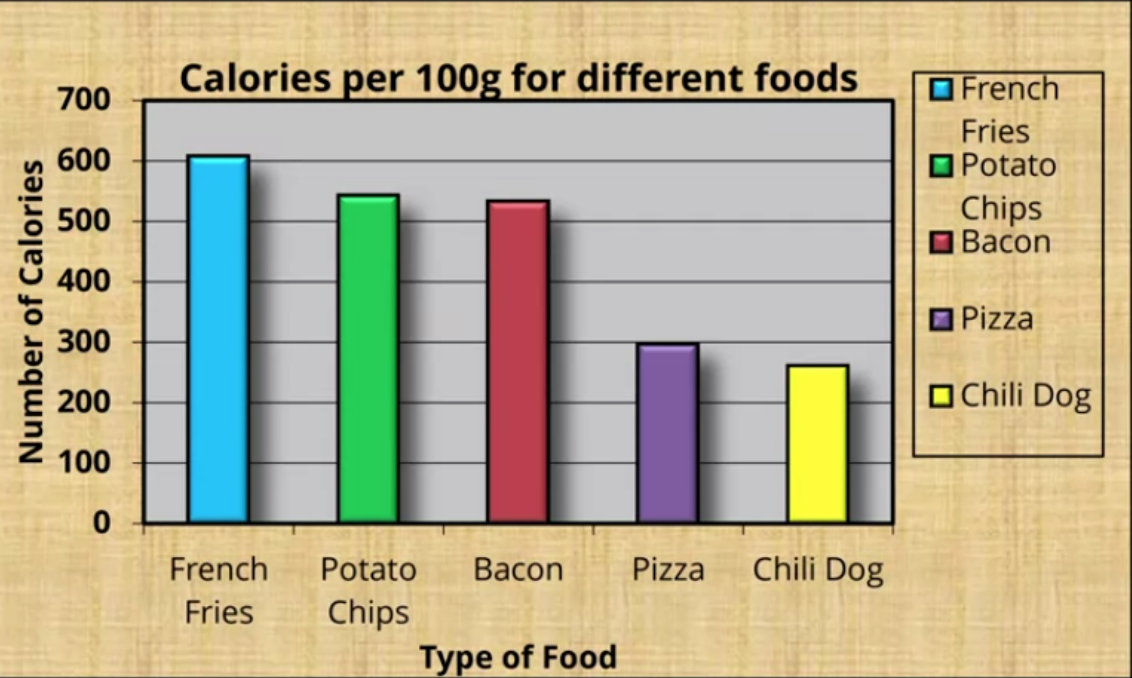 Calories per 100g for different foods
700
600
500
400
300
200
100
0
Number of Calories
French
Fries
Potato
Chips
Bacon
Pizza
Chili Dog
Type of Food
French
Fries
Potato
Chips
Bacon
Pizza
Chili Dog